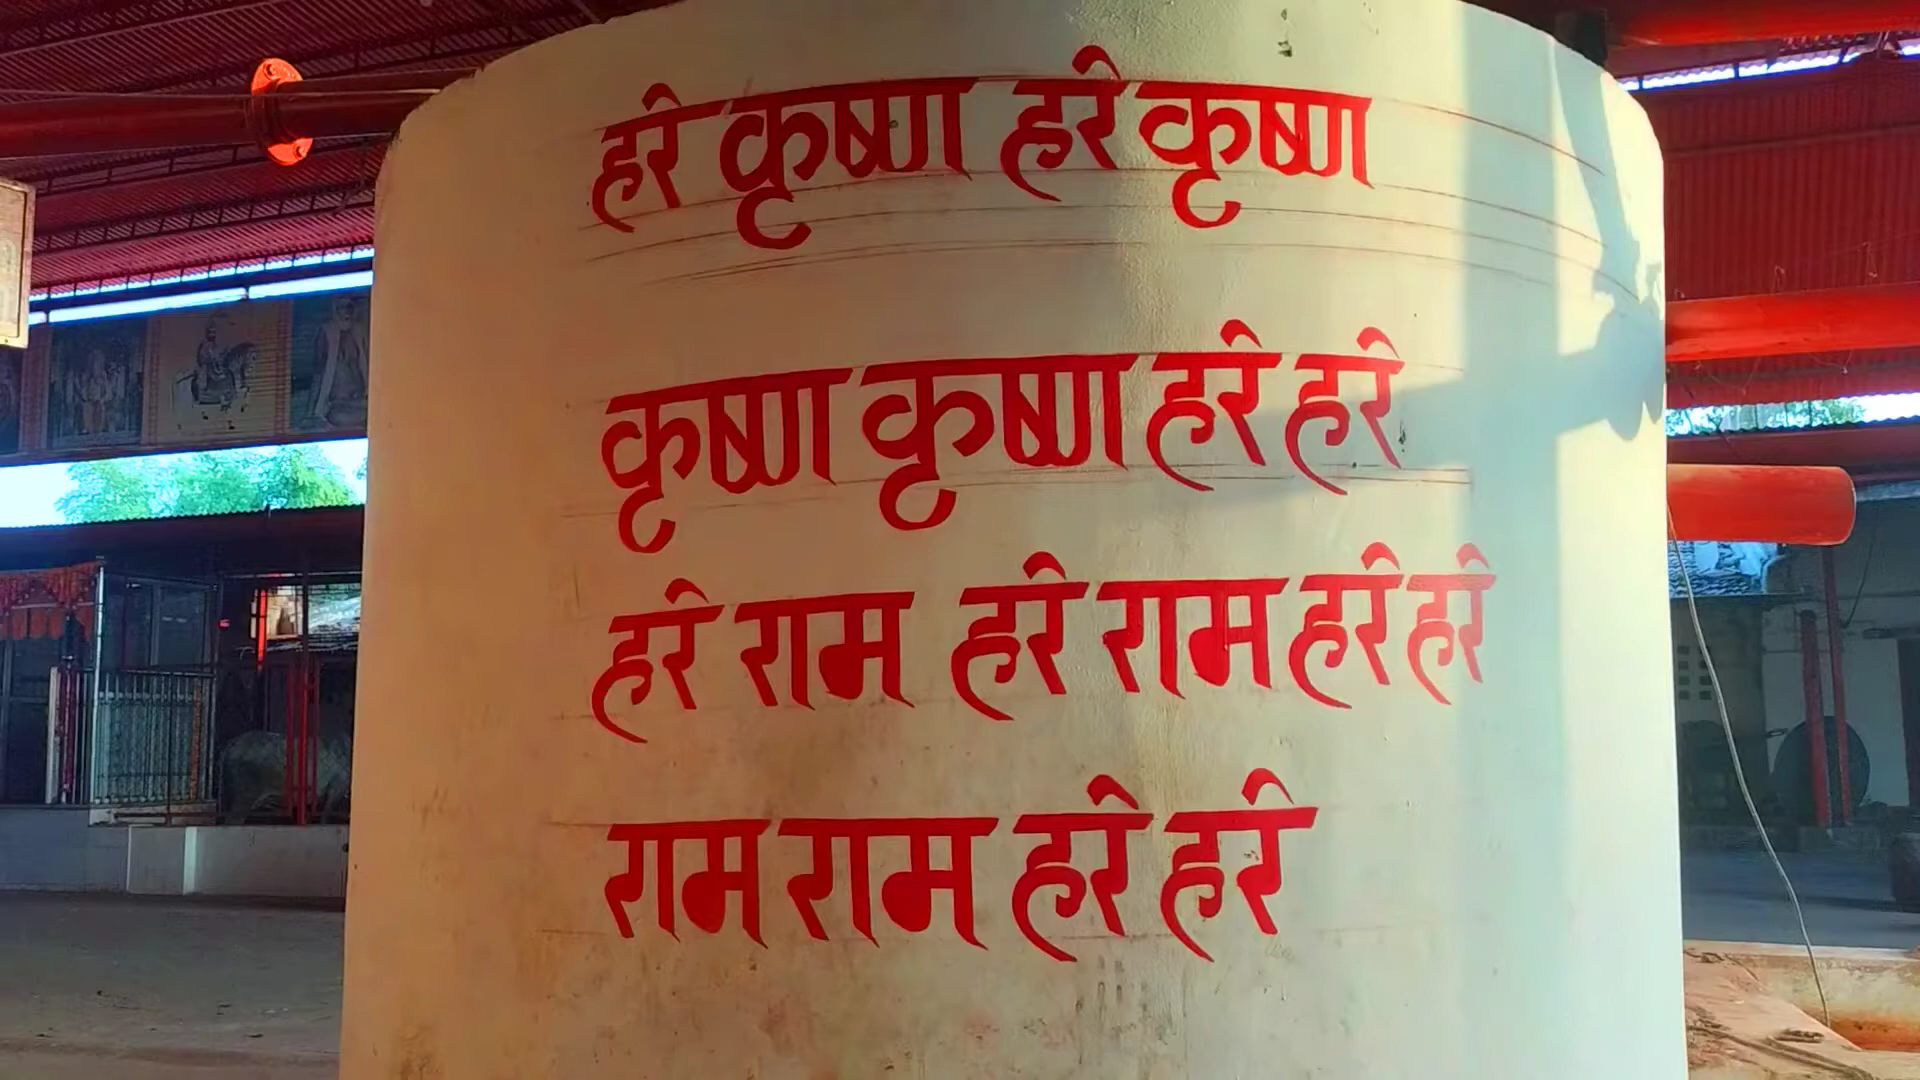 हरे कृष्ण हरे कृष्ण
कृष्ण कृष्ण हरे हरे
हरे राम हरे राम हरे हरे
राम राम हरे हरे